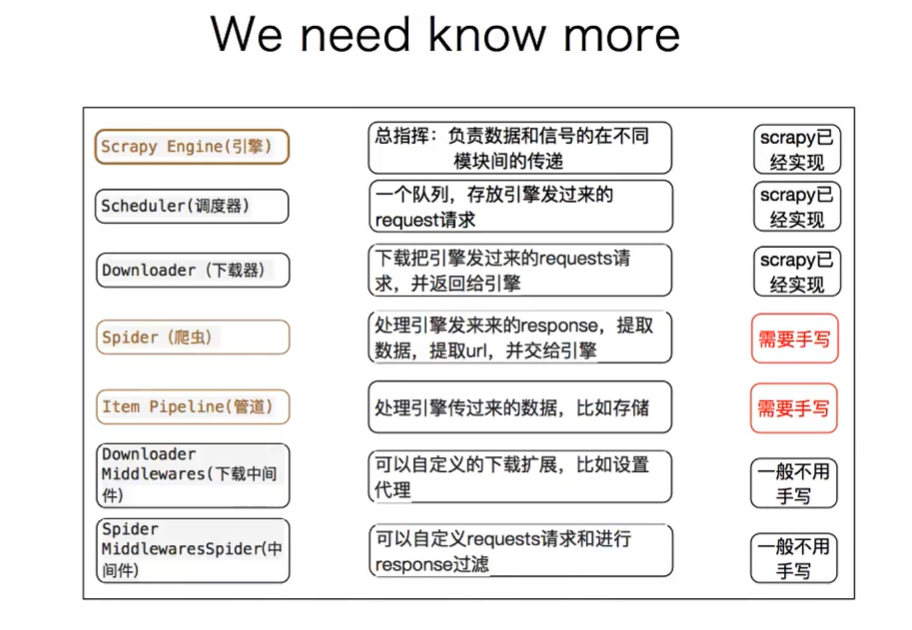 We need know more
Scrapy Engine(引擎)
总指挥：负责数据和信号的在不同
模块间的传递
scrapy已
经实现
Scheduler(调度器)
一个队列，存放引擎发过来的
request请求
scrapy已
经实现
Downloader（下载器）
下载把引擎发过来的requests请
求，并返回给引擎
scrapy已
经实现
Spider（爬虫）
处理引擎发来来的response，提取
数据，提取url，并交给引擎
需要手写
Item Pipeline(管道)
处理引擎传过来的数据，比如存储
需要手写
Downloader
Middlewares(下载中间
件)
可以自定义的下载扩展，比如设置
代理
一般不用
手写
Spider
MiddlewaresSpider(中
间件)
可以自定义requests请求和进行
response过滤
一般不用
手写